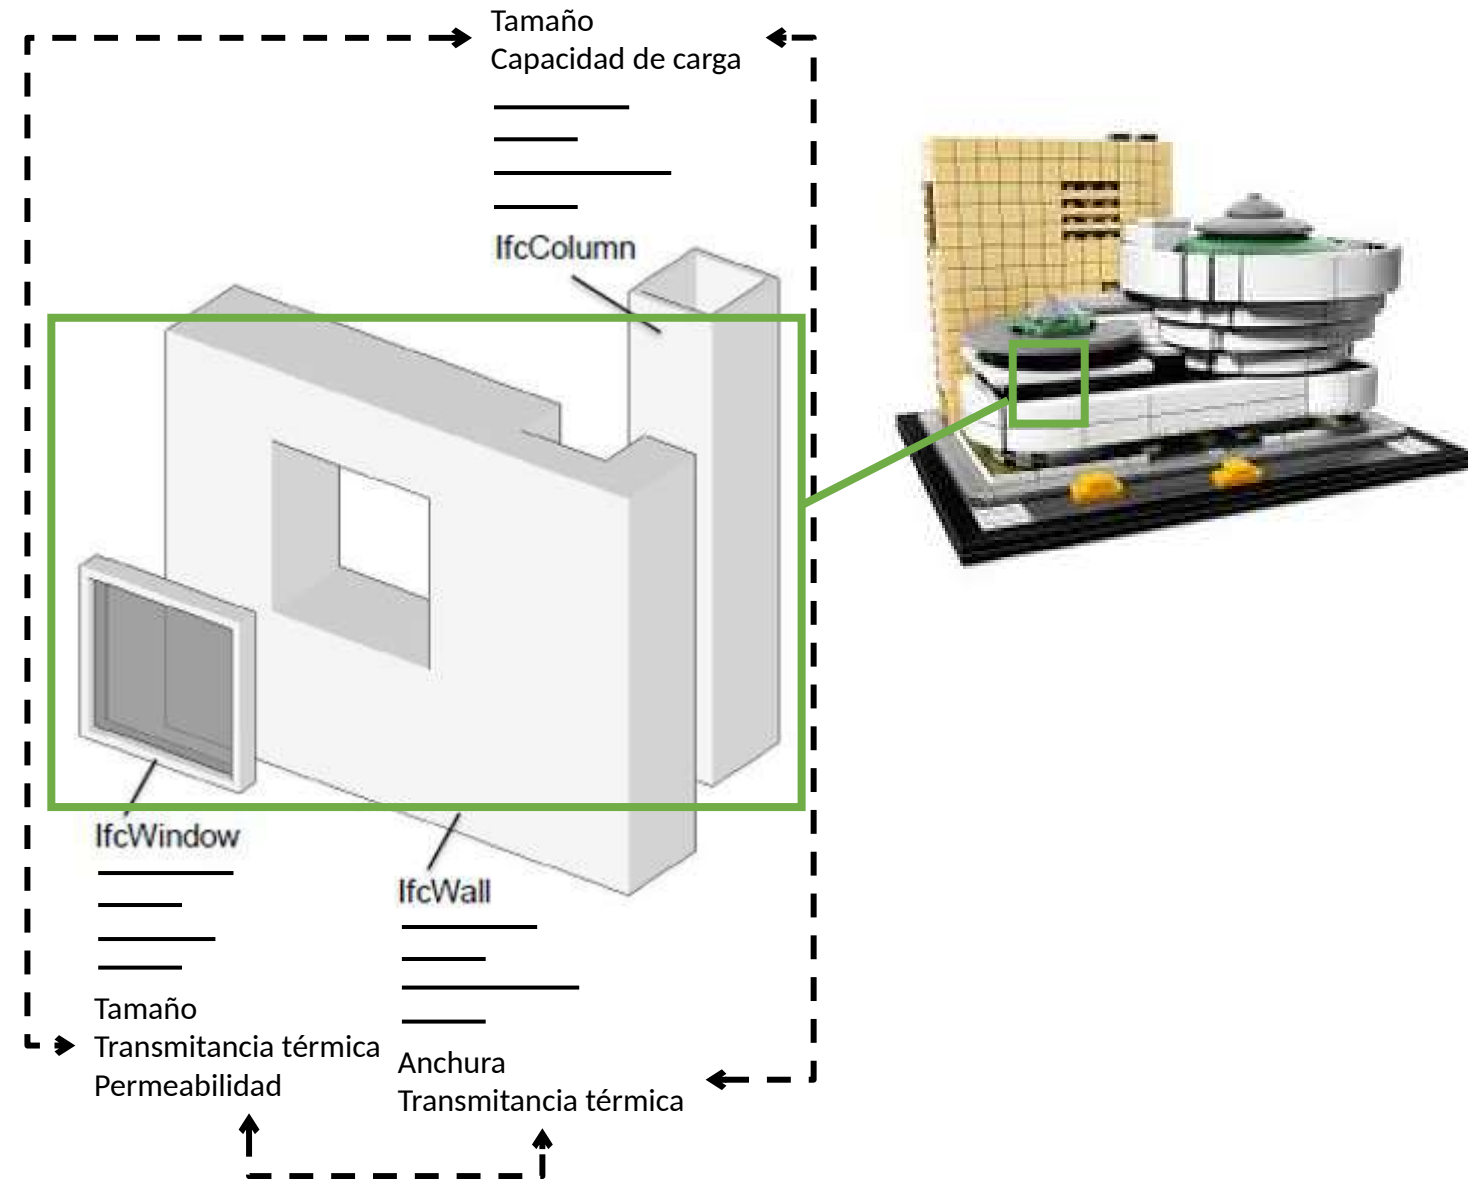 Tamaño
Capacidad de carga
IfcColumn
IfcWindow
IfcWall
Tamaño
Transmitancia térmica
Permeabilidad
Anchura
Transmitancia térmica